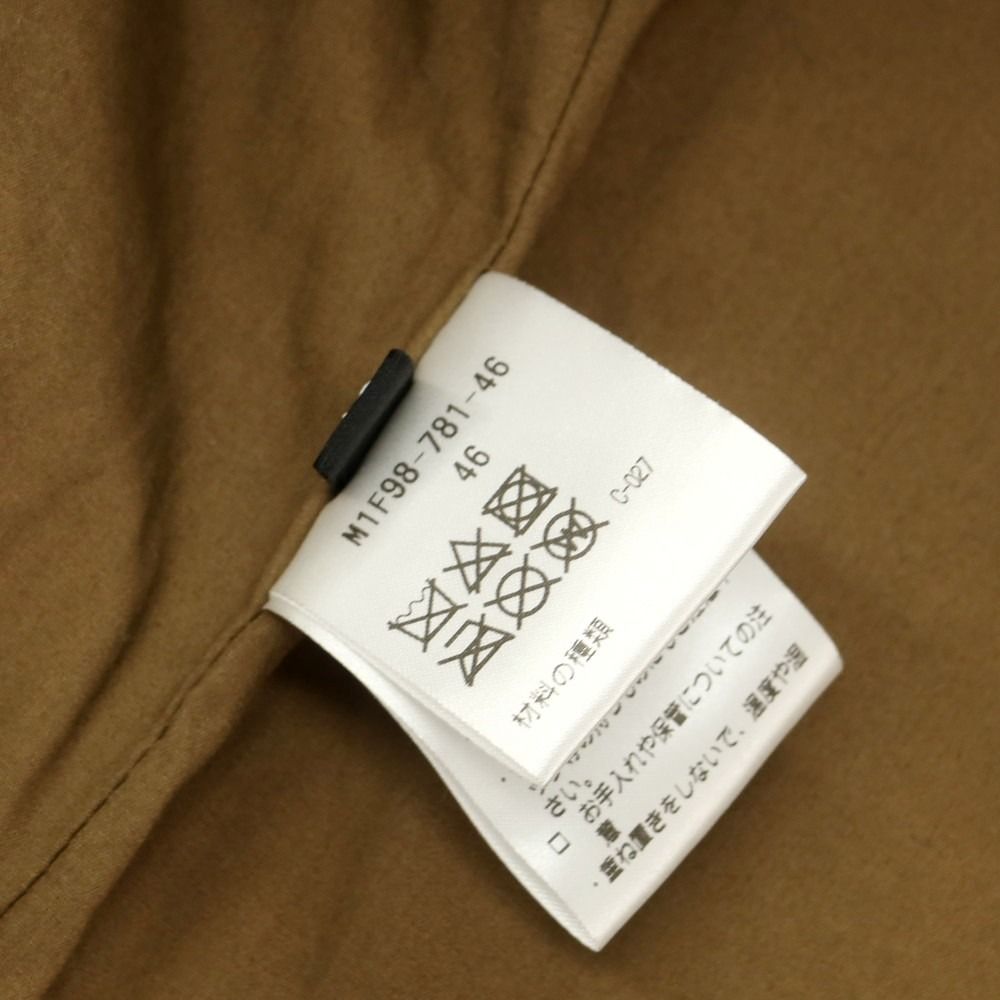 M1F98-781-46
46
C-027
材料の種類
さい。
□ お手入れや保管についての注
・重ね置きをしないで、温度や湿